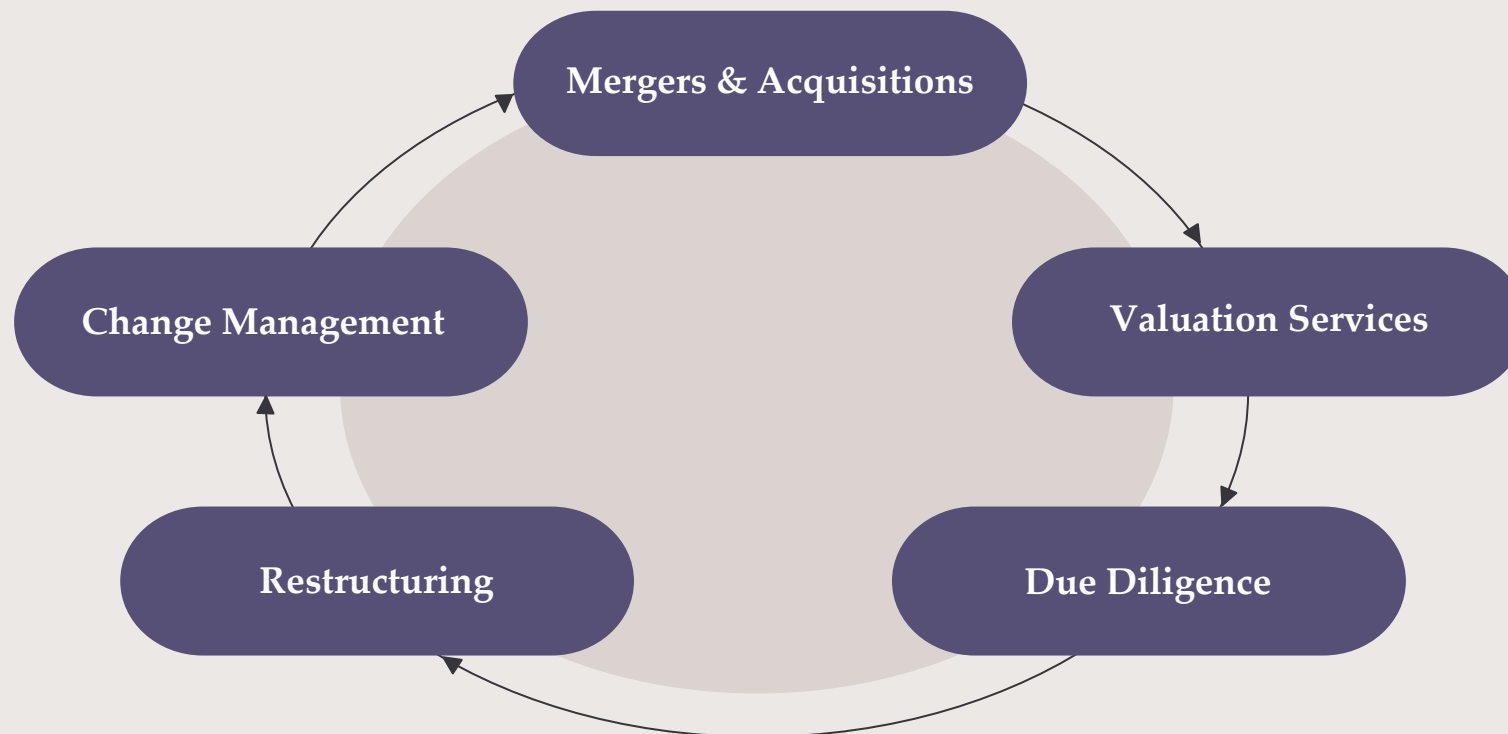 Mergers & Acquisitions
Change Management
Valuation Services
Restructuring
Due Diligence